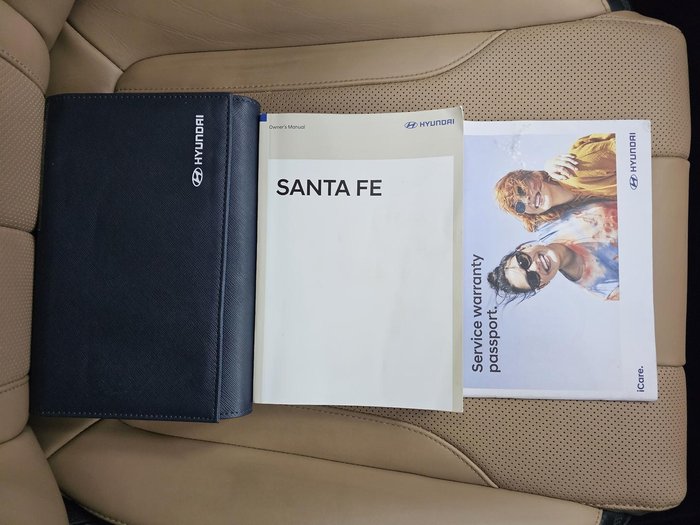 HYUNDAI
Owner's Manual
HYUNDAI
SANTA FE
HYUNDAI
Service warranty
passport.
iCare.